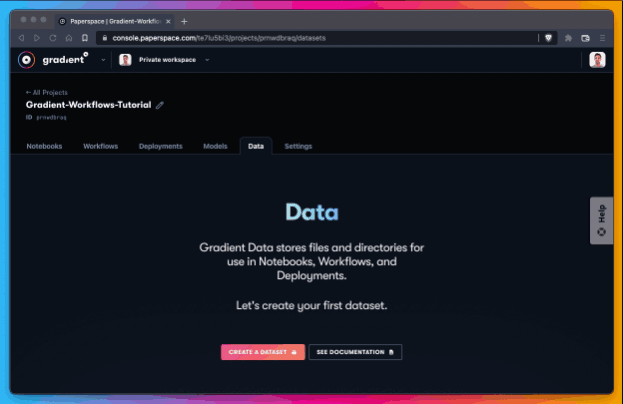 Paperspace | Gradient-Workflo
console.paperspace.com/te7lu5bi3/projects/prnwdbraq/datasets
gradient
Private workspace
← All Projects
Gradient-Workflows-Tutorial
ID prnwdbraq
Notebooks Workflows Deployments Models Data Settings
Data
Gradient Data stores files and directories for
use in Notebooks, Workflows, and
Deployments.
Let's create your first dataset.
CREATE A DATASET SEE DOCUMENTATION
Help